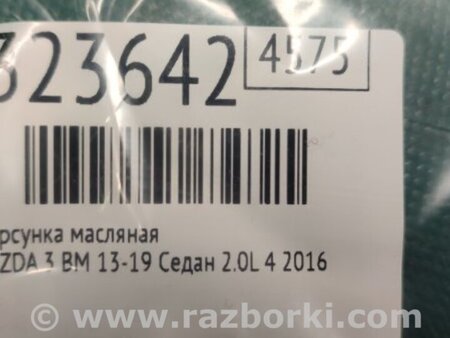 323642 4575
рсунка масляная
ZDA 3 BM 13-19 Седан 2.0L 4 2016
www.razborki.com